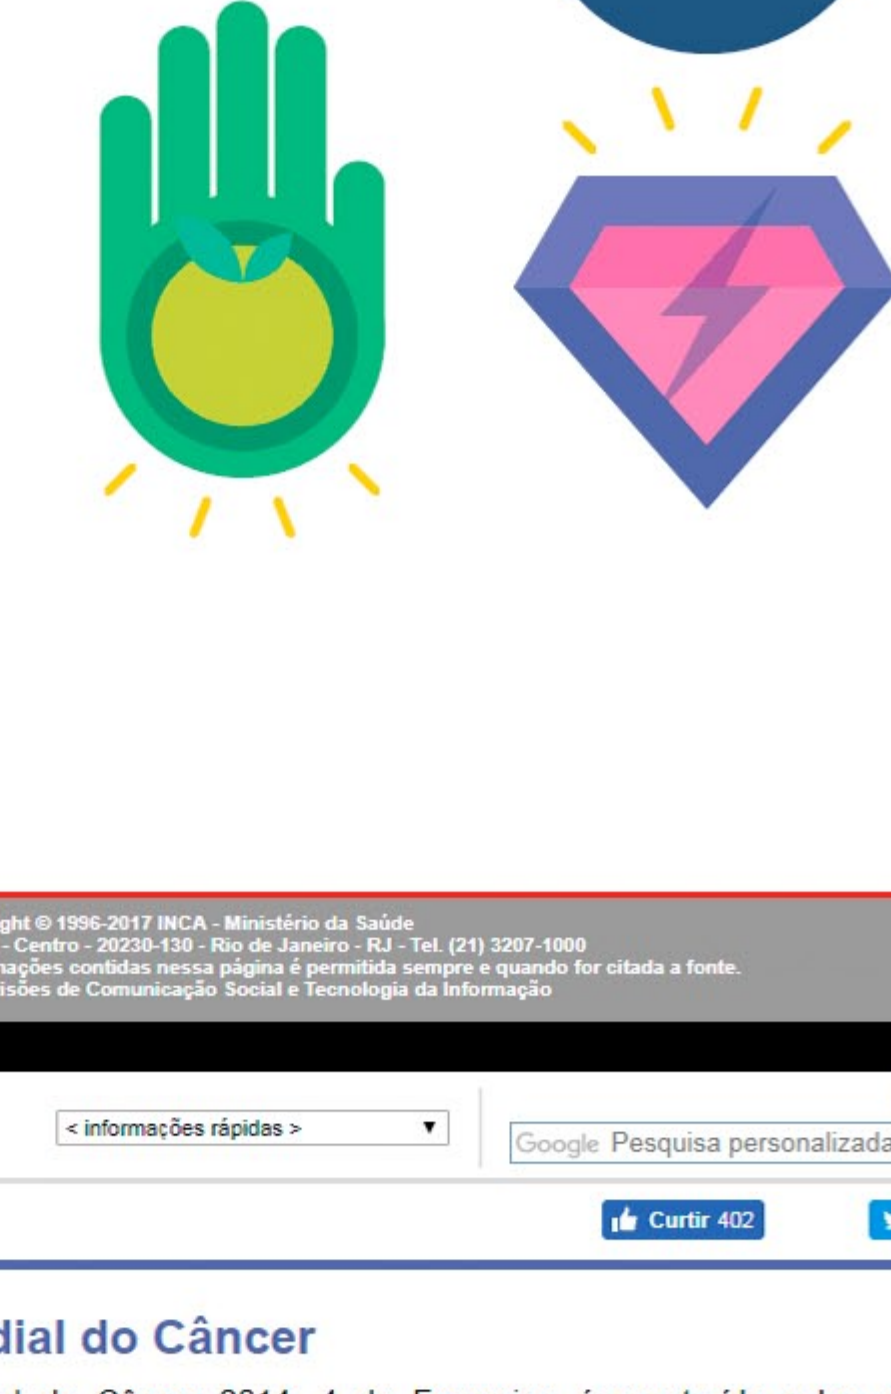 ght © 1996-2017 INCA - Ministério da Saúde
- Centro - 20230-130 - Rio de Janeiro - RJ - Tel. (21) 3207-1000
mações contidas nessa página é permitida sempre e quando for citada a fonte.
isões de Comunicação Social e Tecnologia da Informação
< informações rápidas >
Google Pesquisa personalizada
Curtir 402
dial do Câncer